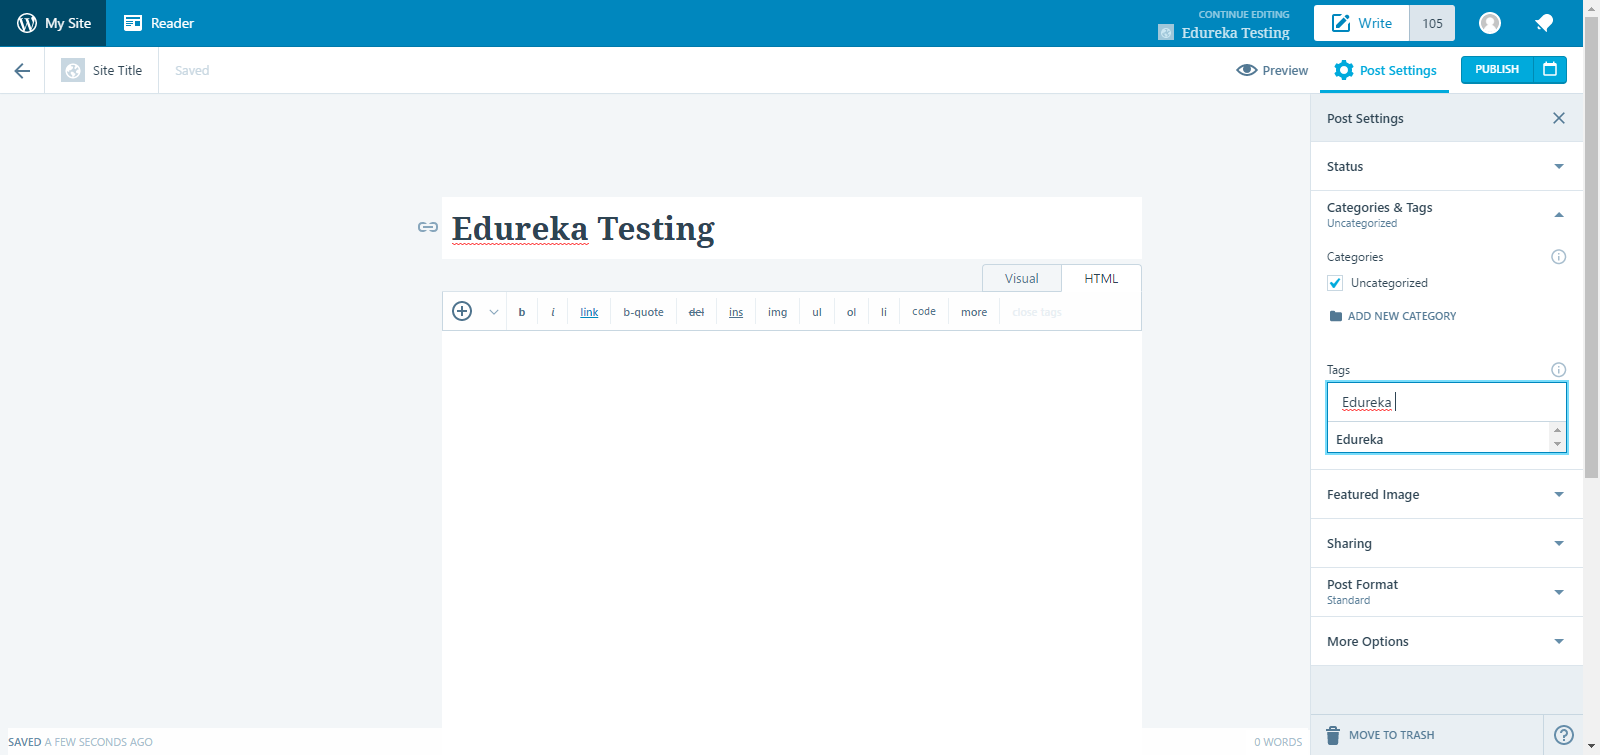 My Site
Reader
CONTINUE EDITING
Edureka Testing
Write
105
Site Title
Saved
Preview
Post Settings
PUBLISH
Post Settings
Status
Categories & Tags
Uncategorized
Categories
Uncategorized
ADD NEW CATEGORY
Tags
Edureka
Edureka
Featured Image
Sharing
Post Format
Standard
More Options
MOVE TO TRASH
Edureka Testing
Visual HTML
b i link b-quote del ins img ul ol li code more close tags
SAVED A FEW SECONDS AGO
0 WORDS